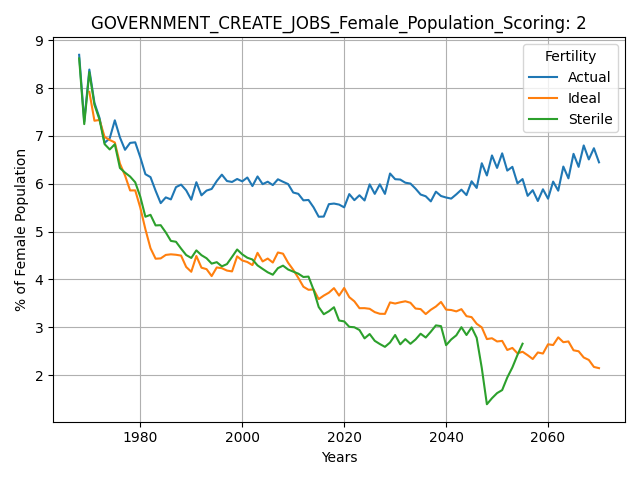 GOVERNMENT_CREATE_JOBS_Female_Population_Scoring: 2
Fertility
Actual
Ideal
Sterile
% of Female Population
9
8
7
6
5
4
3
2
1980
2000
2020
2040
2060
Years